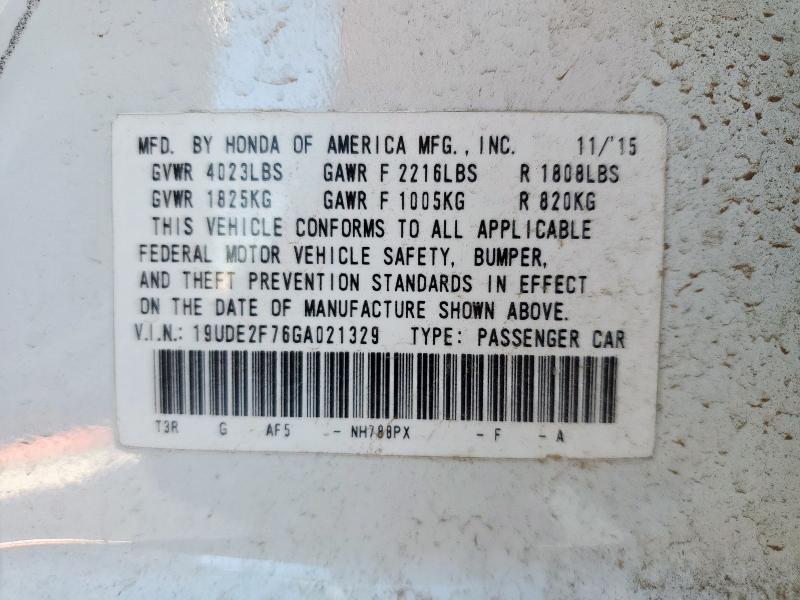 MFD. BY HONDA OF AMERICA MFG., INC. 11/'15
GVWR 4023LBS GAWR F 2216LBS R 1808LBS
GVWR 1825KG GAWR F 1005KG R 820KG
THIS VEHICLE CONFORMS TO ALL APPLICABLE
FEDERAL MOTOR VEHICLE SAFETY, BUMPER,
AND THEFT PREVENTION STANDARDS IN EFFECT
ON THE DATE OF MANUFACTURE SHOWN ABOVE.
V.I.N.: 19UDE2F76GA021329 TYPE: PASSENGER CAR
T3R G AF5 -- NH788PX - F - A